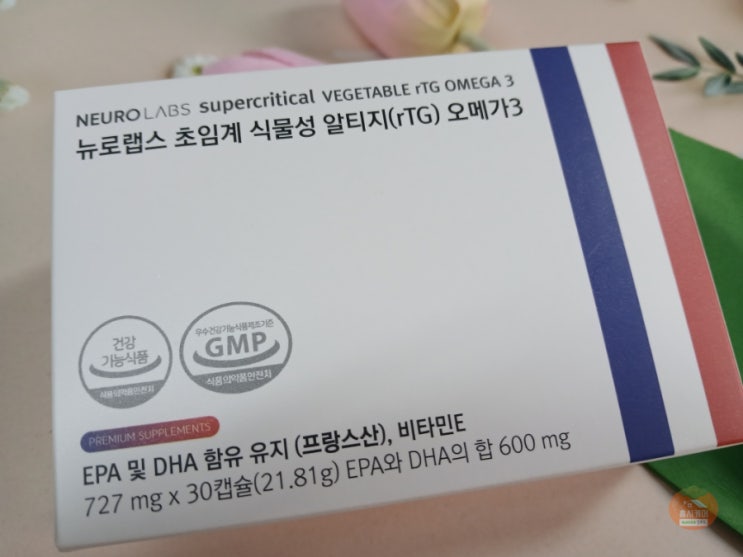 NEUROLABS supercritical VEGETABLE rTG OMEGA 3
뉴로랩스 초임계 식물성 알티지(rTG) 오메가3
건강
기능식품
식품의약품안전처
우수건강기능식품제조기준
GMP
식품의약품안전처
PREMIUM SUPPLEMENTS
EPA 및 DHA 함유 유지 (프랑스산), 비타민E
727 mg x 30캡슐(21.81g) EPA와 DHA의 합 600 mg